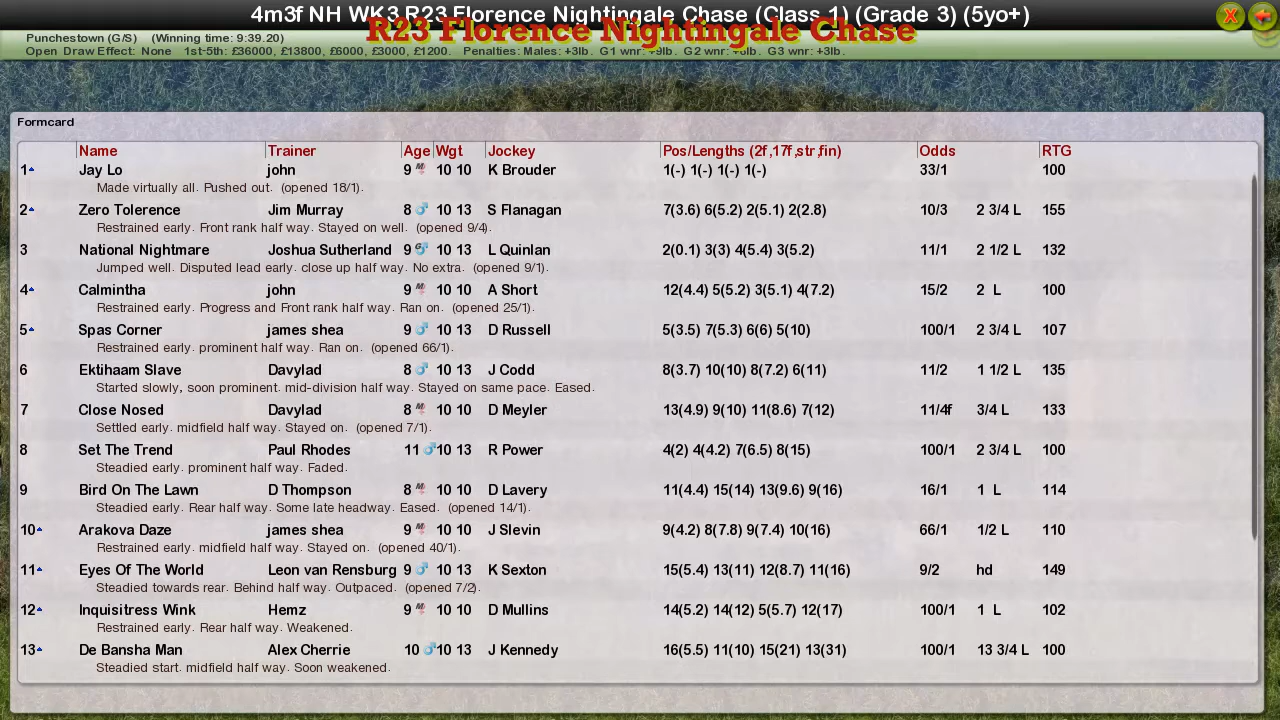 4m3f NH WK3 R23 Florence Nightingale Chase (Class 1) (Grade 3) (5yo+)
R23 Florence Nightingale Chase
Punchestown (G/S) (Winning time: 9:39.20)
Open Draw Effect: None 1st-5th: £36000, £13800, £6000, £3000, £1200. Penalties: Males: +3lb. G1 wnr: +9lb. G2 wnr: +6lb. G3 wnr: +3lb.
Formcard
Name Trainer Age Wgt Jockey Pos/Lengths (2f,17f,str,fin) Odds RTG
1 Jay Lo john 9 10 10 K Brouder 1(-) 1(-) 1(-) 1(-) 33/1 100
Made virtually all. Pushed out. (opened 18/1).
2 Zero Tolerence Jim Murray 8 10 13 S Flanagan 7(3.6) 6(5.2) 2(5.1) 2(2.8) 10/3 2 3/4 L 155
Restrained early. Front rank half way. Stayed on well. (opened 9/4).
3 National Nightmare Joshua Sutherland 9 10 13 L Quinlan 2(0.1) 3(3) 4(5.4) 3(5.2) 11/1 2 1/2 L 132
Jumped well. Disputed lead early. close up half way. No extra. (opened 9/1).
4 Calmintha john 9 10 10 A Short 12(4.4) 5(5.2) 3(5.1) 4(7.2) 15/2 2 L 100
Restrained early. Progress and Front rank half way. Ran on. (opened 25/1).
5 Spas Corner james shea 9 10 13 D Russell 5(3.5) 7(5.3) 6(6) 5(10) 100/1 2 3/4 L 107
Restrained early. prominent half way. Ran on. (opened 66/1).
6 Ektihaam Slave Davylad 8 10 13 J Codd 8(3.7) 10(10) 8(7.2) 6(11) 11/2 1 1/2 L 135
Started slowly, soon prominent. mid-division half way. Stayed on same pace. Eased.
7 Close Nosed Davylad 8 10 10 D Meyler 13(4.9) 9(10) 11(8.6) 7(12) 11/4f 3/4 L 133
Settled early. midfield half way. Stayed on. (opened 7/1).
8 Set The Trend Paul Rhodes 11 10 13 R Power 4(2) 4(4.2) 7(6.5) 8(15) 100/1 2 3/4 L 100
Steadied early. prominent half way. Faded.
9 Bird On The Lawn D Thompson 8 10 10 D Lavery 11(4.4) 15(14) 13(9.6) 9(16) 16/1 1 L 114
Steadied early. Rear half way. Some late headway. Eased. (opened 14/1).
10 Arakova Daze james shea 9 10 10 J Slevin 9(4.2) 8(7.8) 9(7.4) 10(16) 66/1 1/2 L 110
Restrained early. midfield half way. Stayed on. (opened 40/1).
11 Eyes Of The World Leon van Rensburg 9 10 13 K Sexton 15(5.4) 13(11) 12(8.7) 11(16) 9/2 hd 149
Steadied towards rear. Behind half way. Outpaced. (opened 7/2).
12 Inquisitress Wink Hemz 9 10 10 D Mullins 14(5.2) 14(12) 5(5.7) 12(17) 100/1 1 L 102
Restrained early. Rear half way. Weakened.
13 De Bansha Man Alex Cherrie 10 10 13 J Kennedy 16(5.5) 11(10) 15(21) 13(31) 100/1 13 3/4 L 100
Steadied start. midfield half way. Soon weakened.